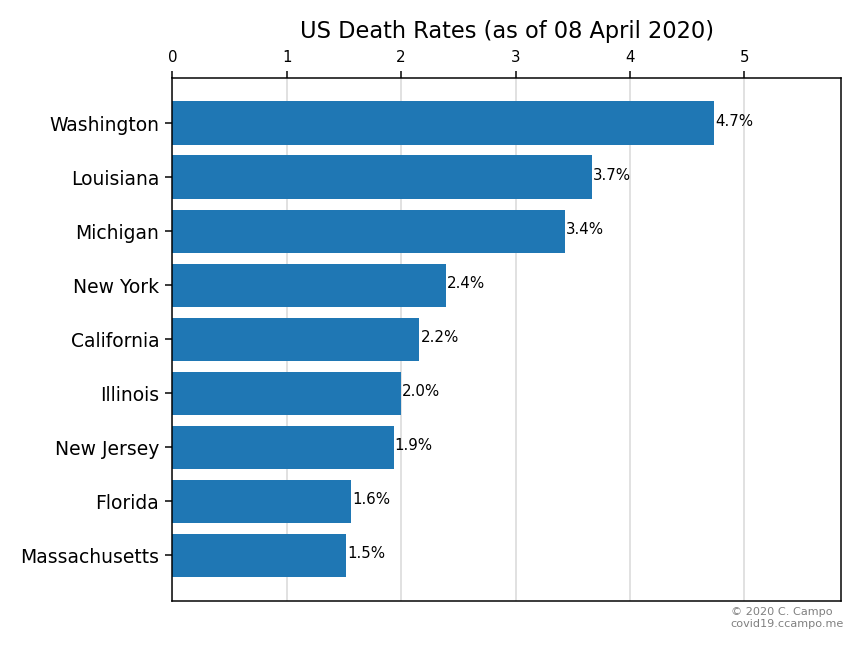 US Death Rates (as of 08 April 2020)
0 1 2 3 4 5
Washington 4.7%
Louisiana 3.7%
Michigan 3.4%
New York 2.4%
California 2.2%
Illinois 2.0%
New Jersey 1.9%
Florida 1.6%
Massachusetts 1.5%
© 2020 C. Campo
covid19.ccampo.me